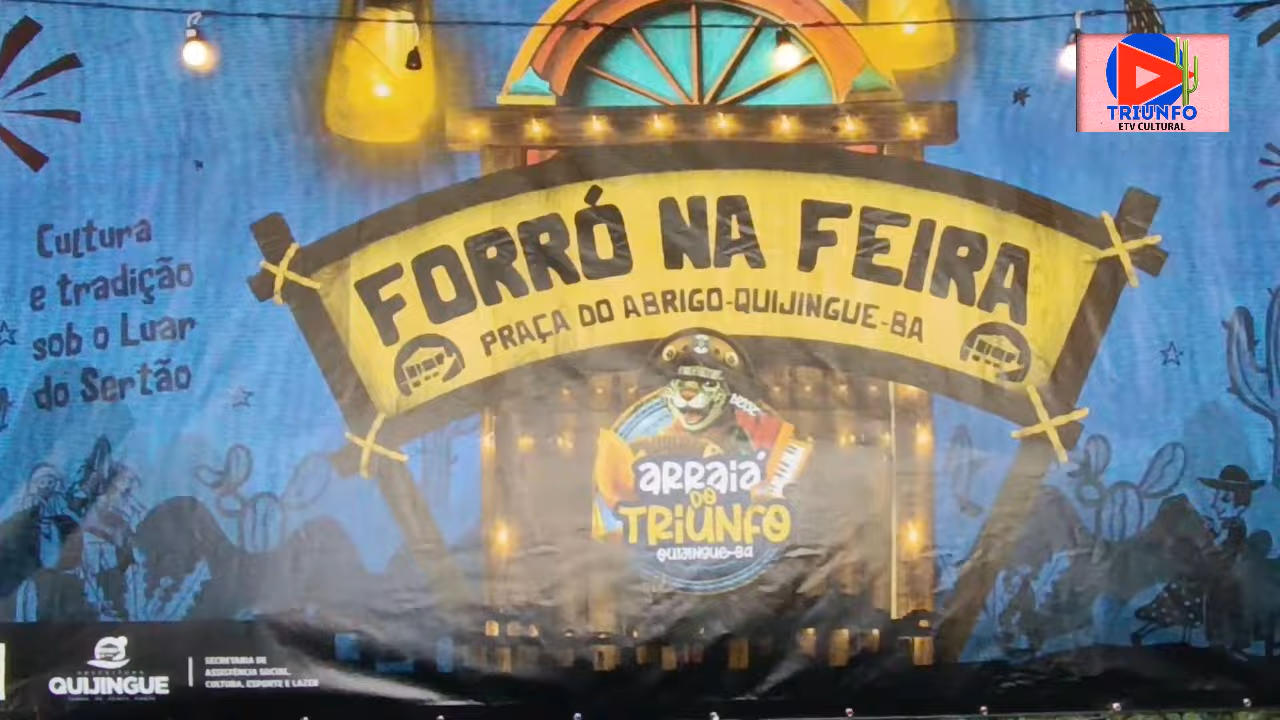 TRIUNFO
ETV CULTURAL
FORRÓ NA FEIRA
PRAÇA DO ABRIGO-QUIJINGUE-BA
Cultura
e tradição
sob o Luar
do Sertão
ARRAIÁ
DO
TRIUNFO
QUIJINGUE-BA
PREFEITURA
QUIJINGUE
SECRETARIA DE
ASSISTÊNCIA SOCIAL,
CULTURA, ESPORTE E LAZER